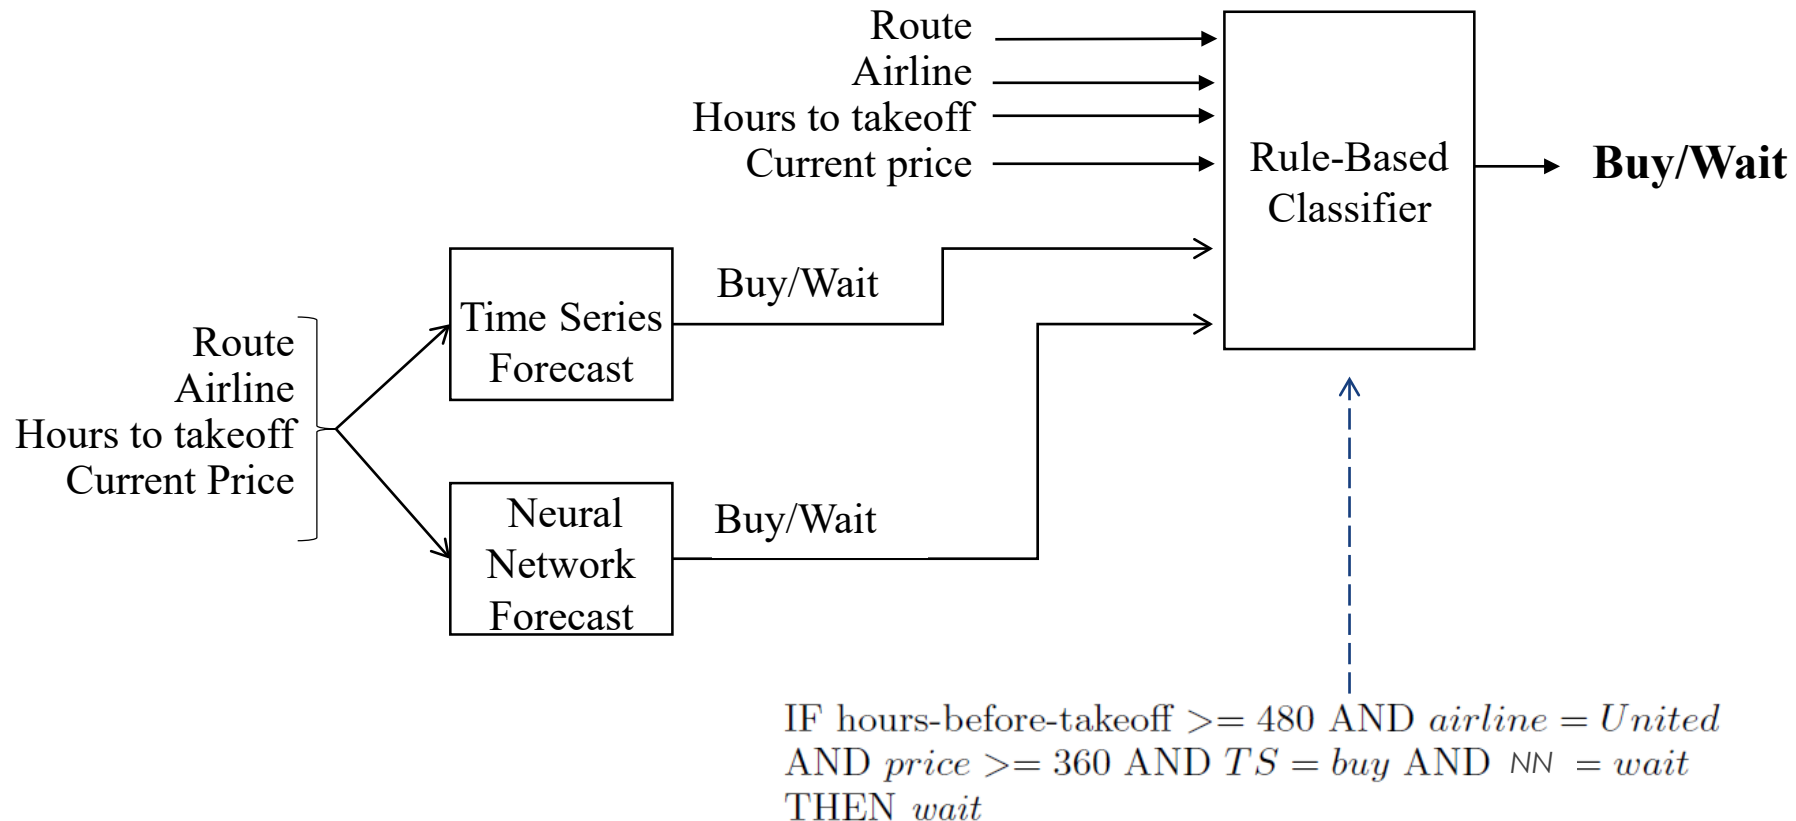 Route
Airline
Hours to takeoff
Current price
Rule-Based
Classifier
Buy/Wait
Route
Airline
Hours to takeoff
Current Price
Time Series
Forecast
Buy/Wait
Neural
Network
Forecast
Buy/Wait
IF hours-before-takeoff >= 480 AND airline = United
AND price >= 360 AND TS = buy AND NN = wait
THEN wait